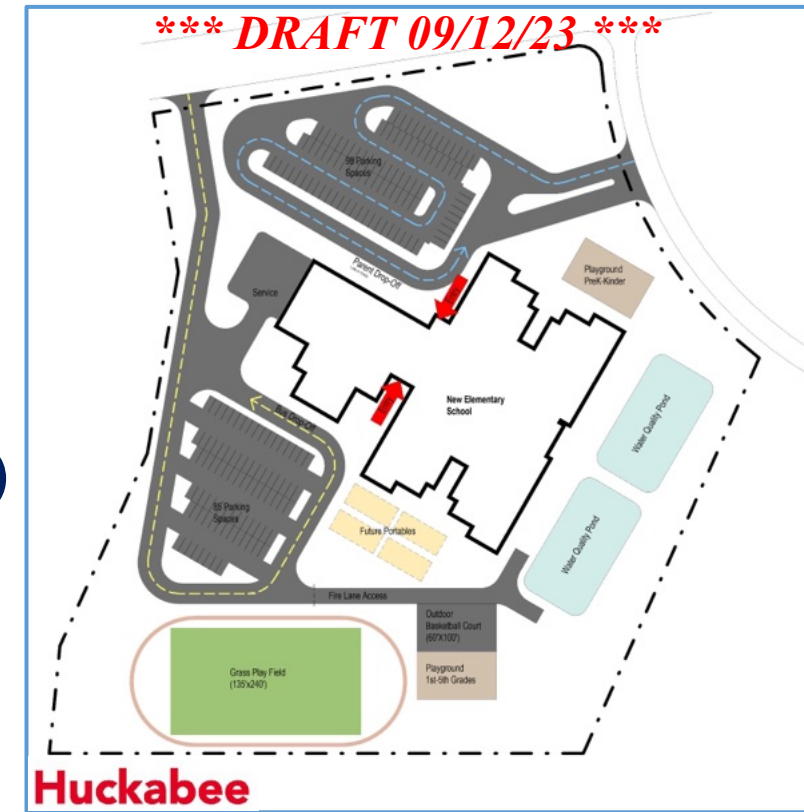 *** DRAFT 09/12/23 ***
98 Parking
Spaces
Parent Drop-Off
Service
Playground
PreK-Kinder
New Elementary
School
Bus Drop-Off
Water Quality Pond
Water Quality Pond
Parking
Spaces
Future Portables
Fire Lane Access
Outdoor
Basketball Court
(60'X100')
Playground
1st-5th Grades
Grass Play Field
(135'x240')
Huckabee